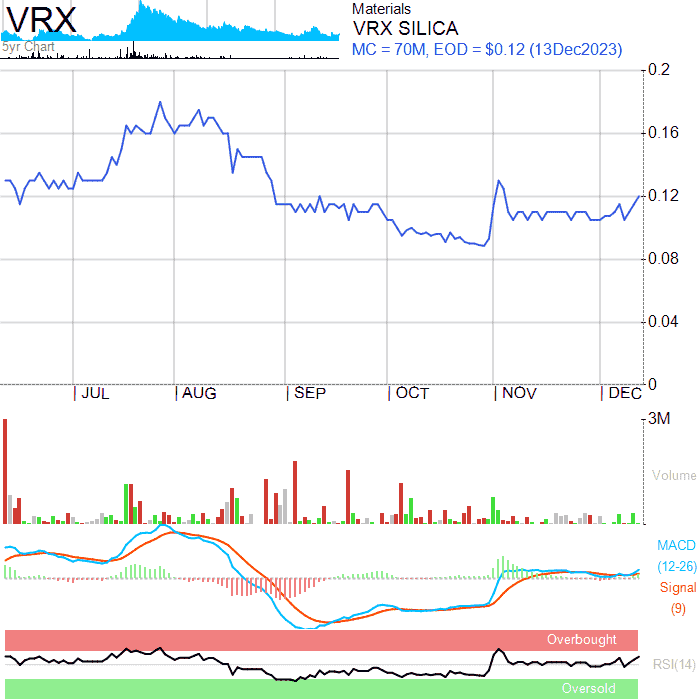 VRX
5yr Chart
Materials
VRX SILICA
MC = 70M, EOD = $0.12 (13Dec2023)
0.2
0.16
0.12
0.08
0.04
0
JUL
AUG
SEP
OCT
NOV
DEC
3M
Volume
MACD
(12-26)
Signal
(9)
Overbought
RSI(14)
Oversold